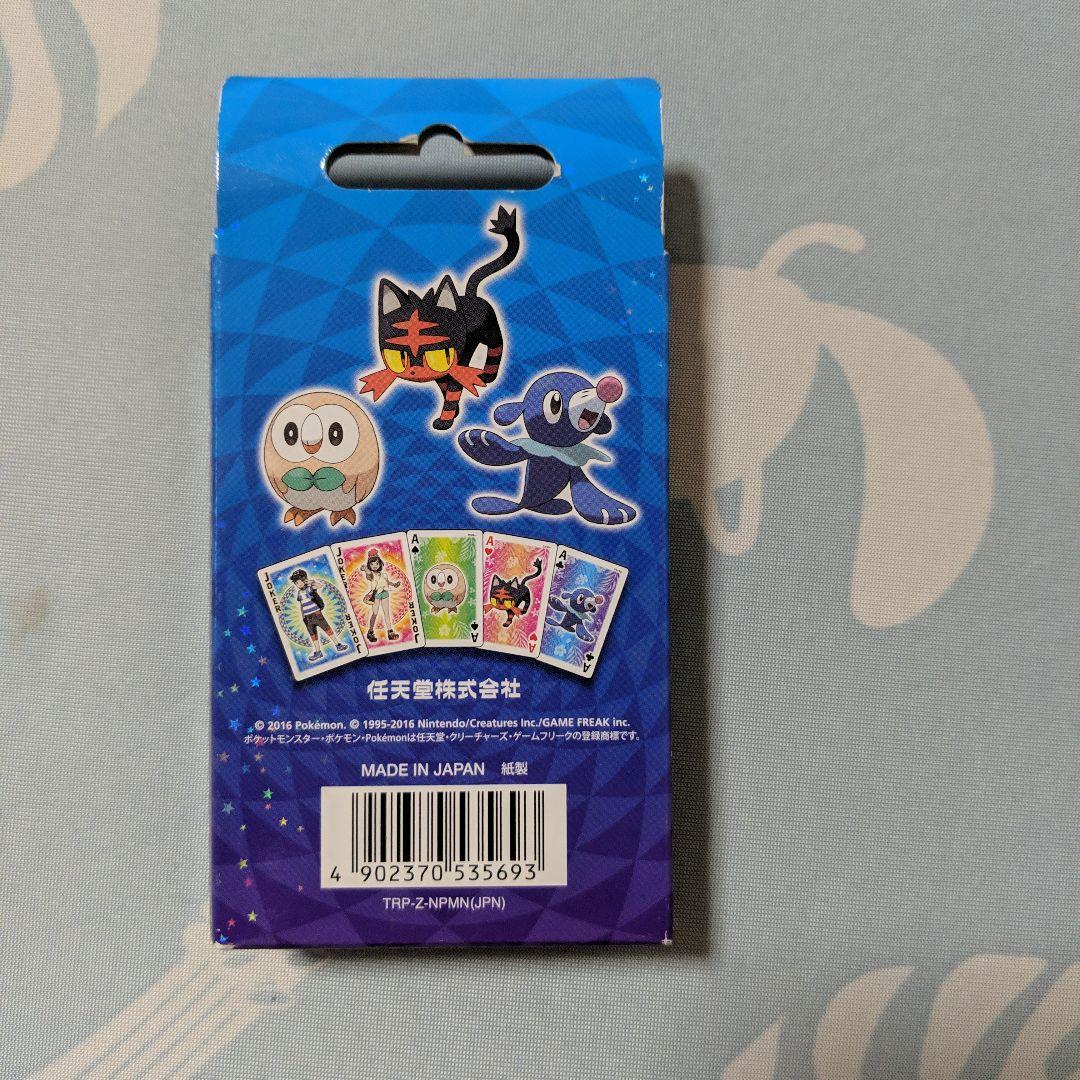 JOKER
JOKER
JOKER
A
A
A
A
A
A
任天堂株式会社
© 2016 Pokémon. © 1995-2016 Nintendo/Creatures Inc./GAME FREAK inc.
ポケットモンスター・ポケモン・Pokémonは任天堂・クリーチャーズ・ゲームフリークの登録商標です。
MADE IN JAPAN 紙製
4 902370 535693
TRP-Z-NPMN(JPN)